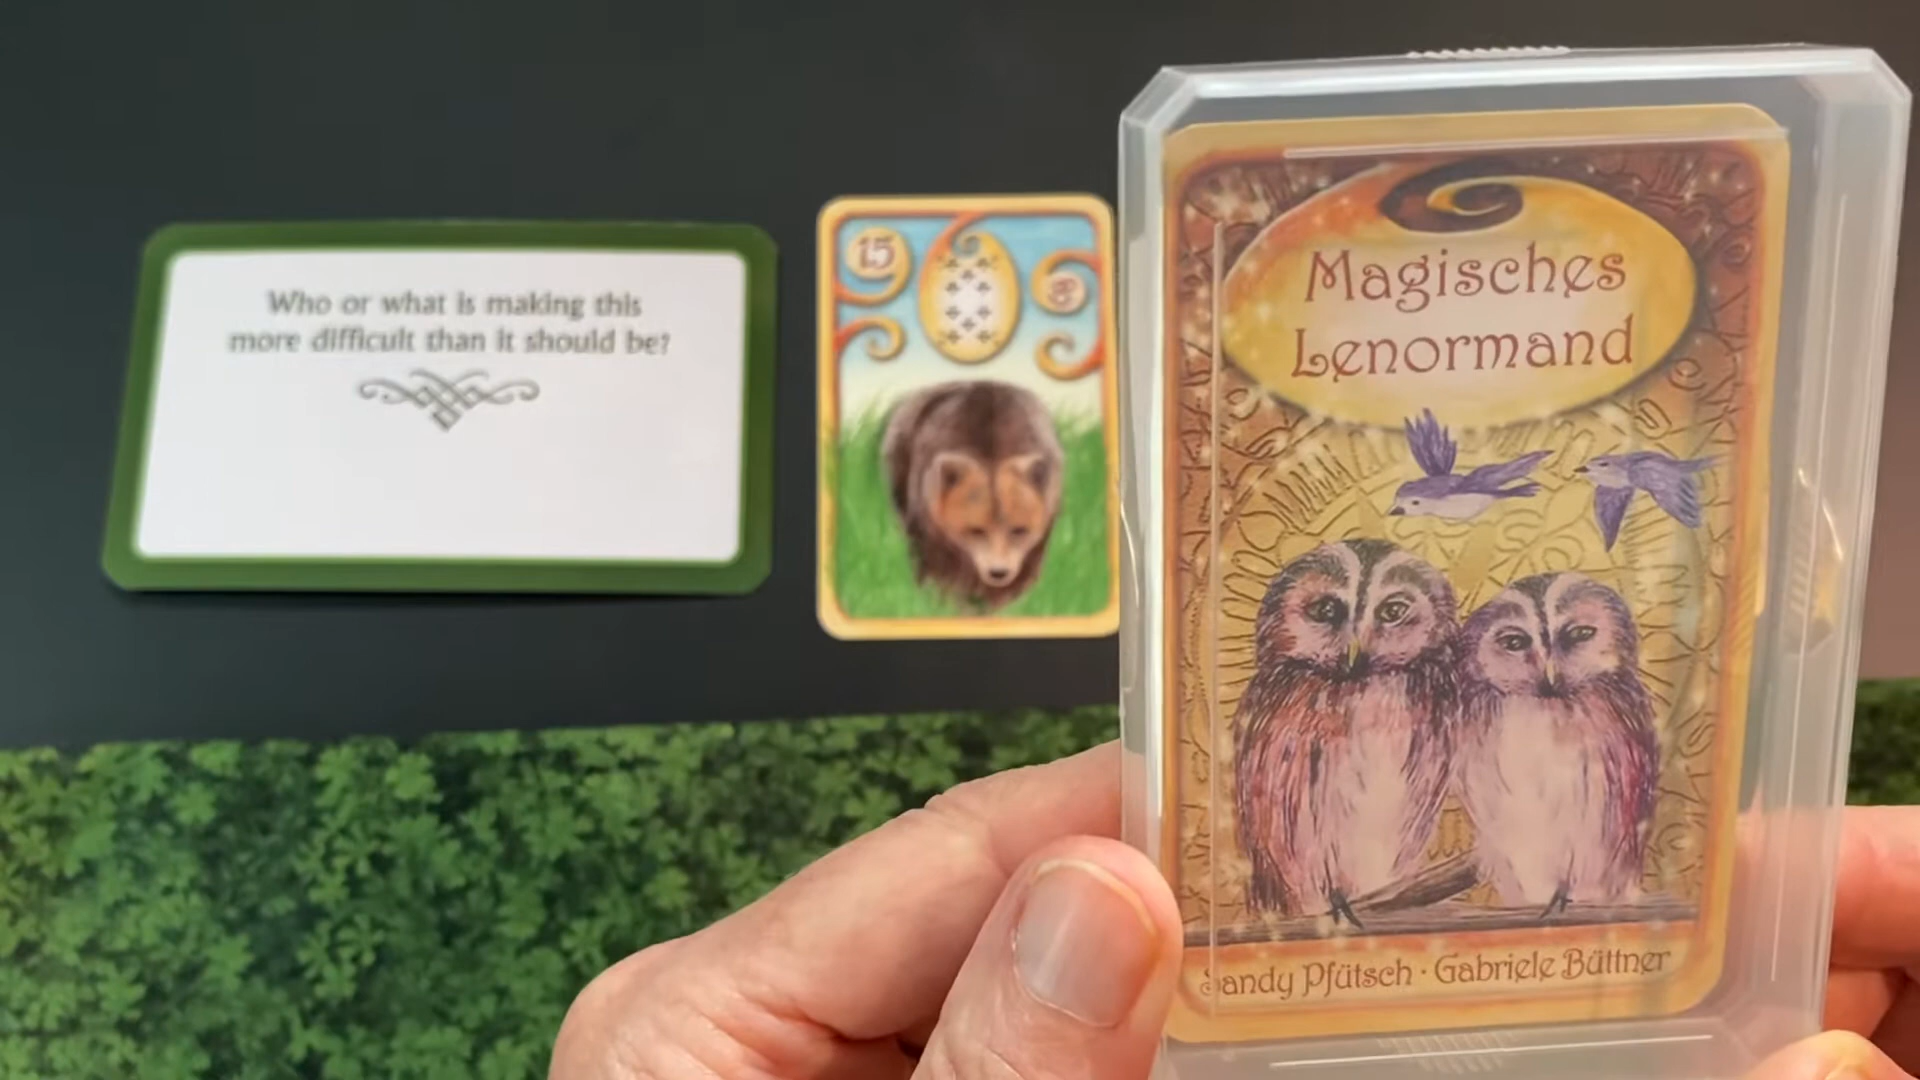 Who or what is making this
more difficult than it should be?
15
Magisches
Lenormand
Sandy Pfütsch · Gabriele Büttner